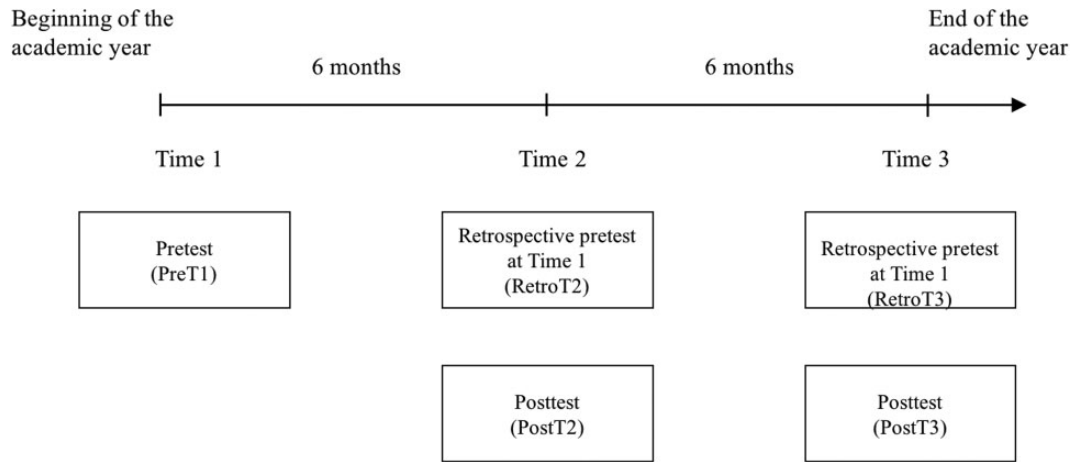 Beginning of the
academic year
End of the
academic year
6 months
6 months
Time 1
Time 2
Time 3
Pretest
(PreT1)
Retrospective pretest
at Time 1
(RetroT2)
Retrospective pretest
at Time 1
(RetroT3)
Posttest
(PostT2)
Posttest
(PostT3)